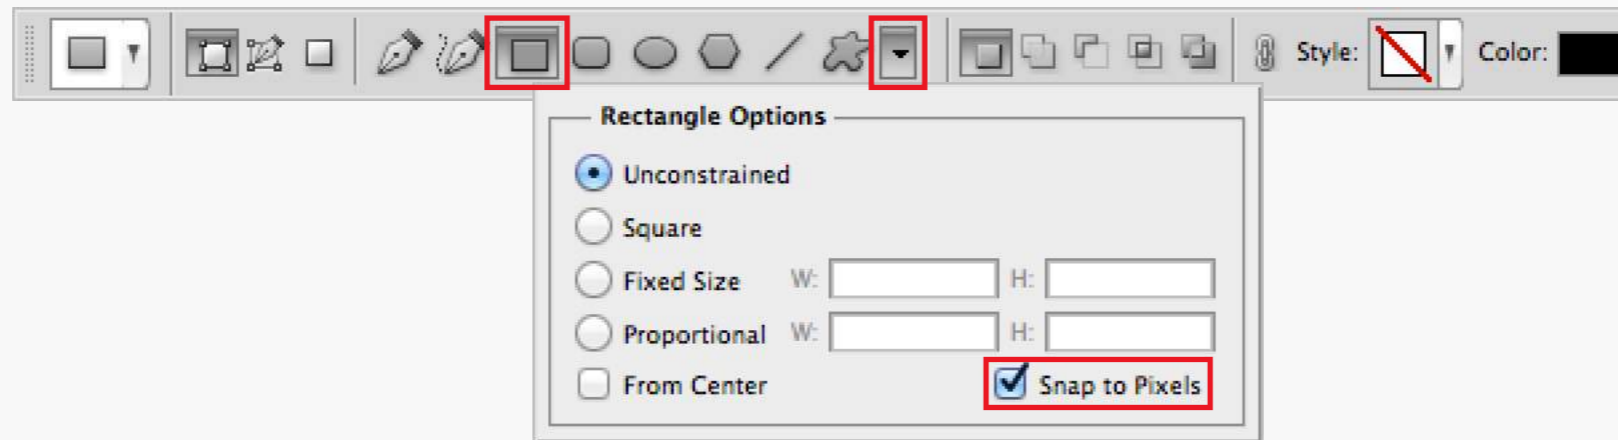 Style: Color:
Rectangle Options
Unconstrained
Square
Fixed Size W: H:
Proportional W: H:
From Center Snap to Pixels